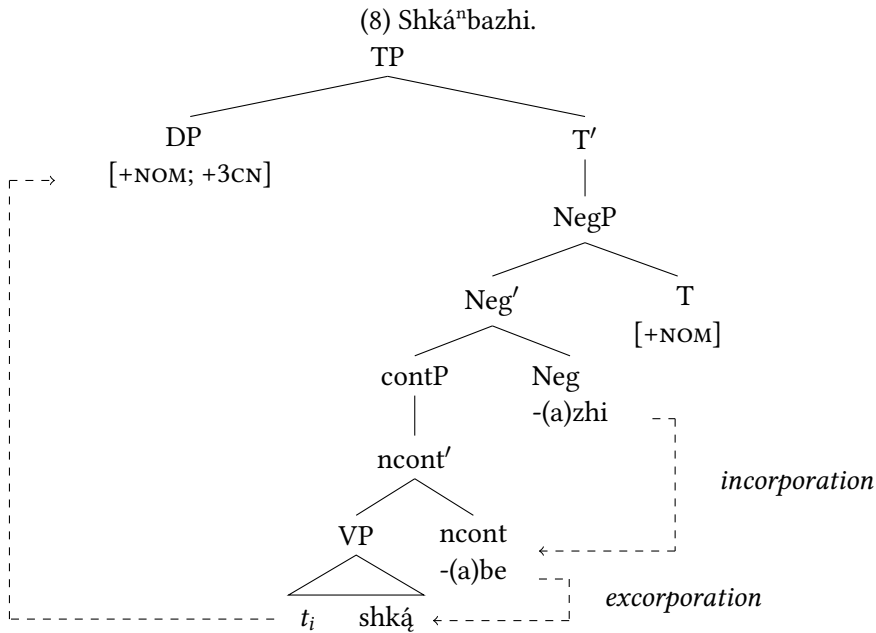 (8) Shkáⁿbazhi.
TP
DP T′
[+NOM; +3CN]
NegP
Neg′ T
[+NOM]
contP Neg
-(a)zhi
ncont′
incorporation
VP ncont
-(a)be
excorporation
tᵢ shką́